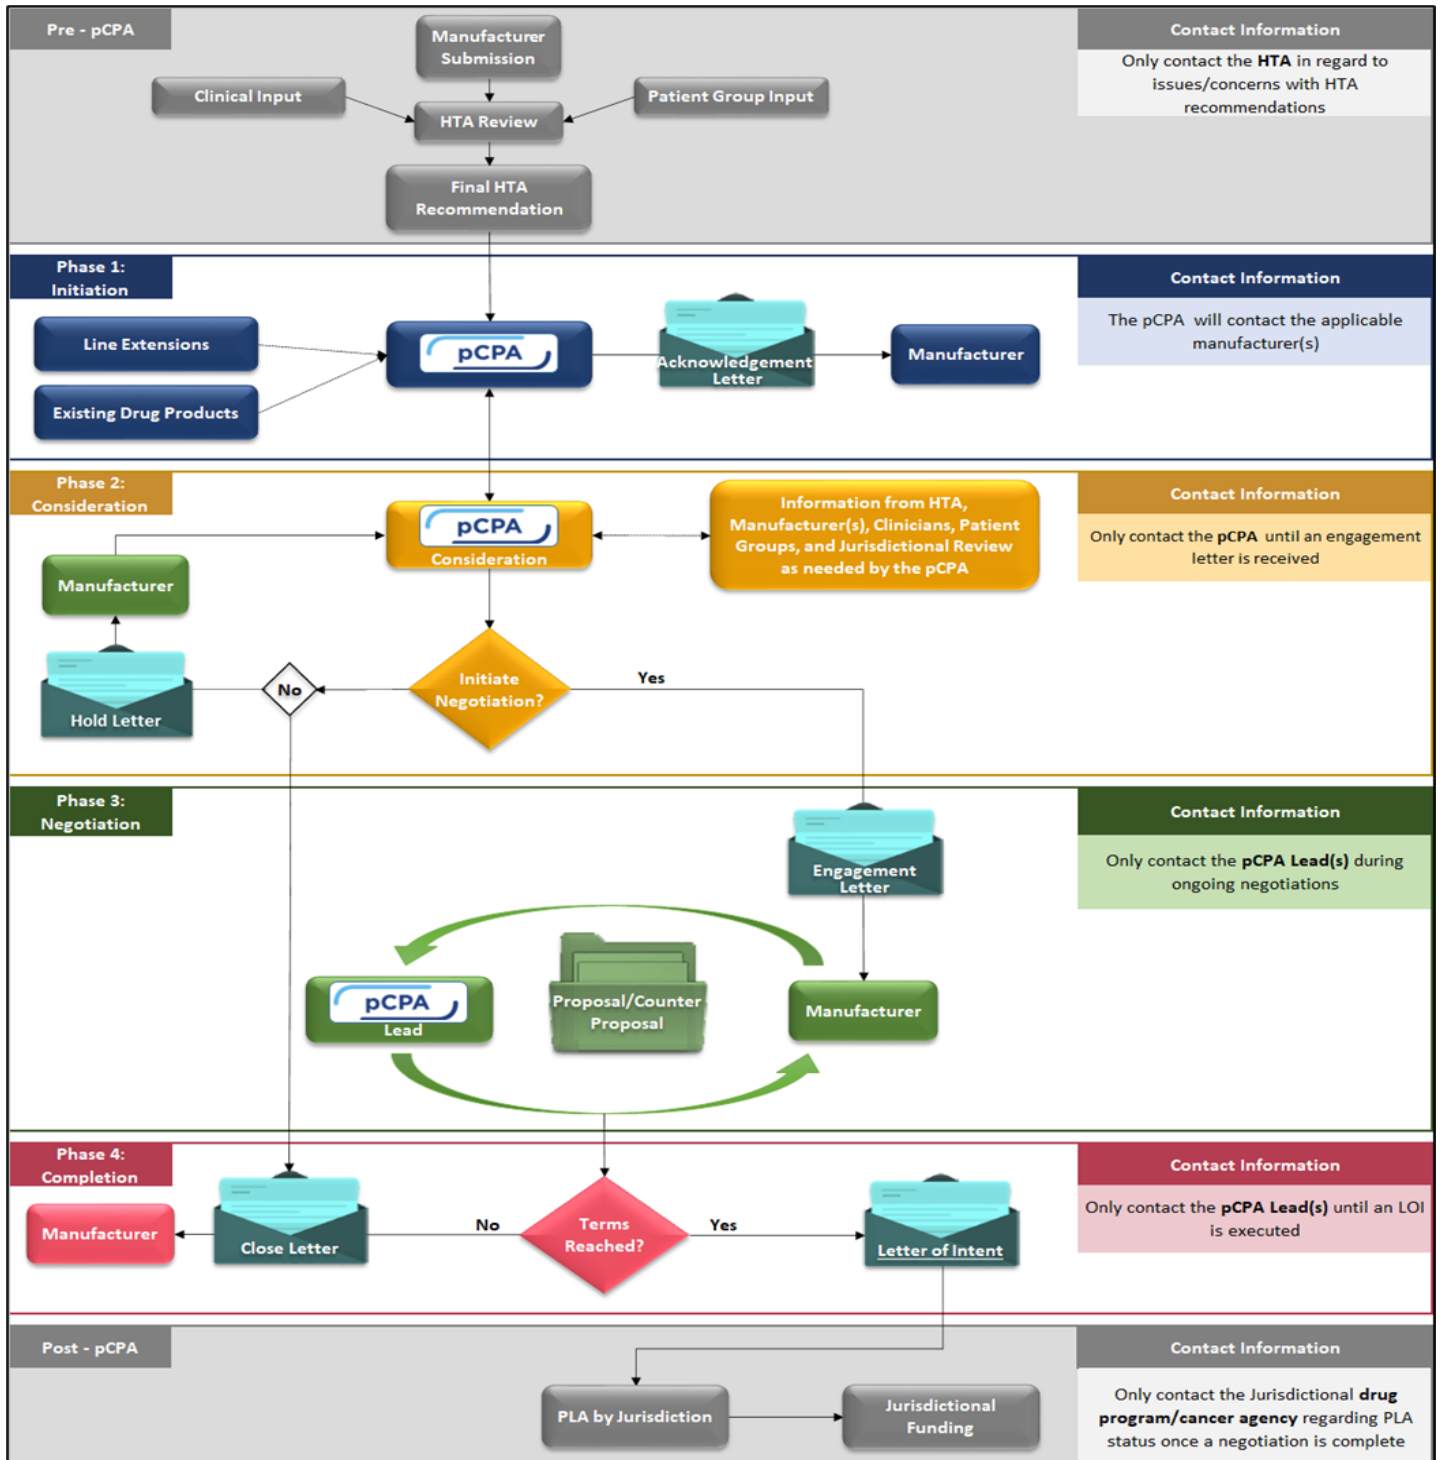 Pre - pCPA
Manufacturer
Submission
Clinical Input
Patient Group Input
HTA Review
Final HTA
Recommendation
Contact Information
Only contact the HTA in regard to
issues/concerns with HTA
recommendations
Phase 1:
Initiation
Line Extensions
Existing Drug Products
pCPA
Acknowledgement
Letter
Manufacturer
Contact Information
The pCPA will contact the applicable
manufacturer(s)
Phase 2:
Consideration
pCPA
Consideration
Information from HTA,
Manufacturer(s), Clinicians, Patient
Groups, and Jurisdictional Review
as needed by the pCPA
Manufacturer
Hold Letter
No
Initiate
Negotiation?
Yes
Contact Information
Only contact the pCPA until an engagement
letter is received
Phase 3:
Negotiation
Engagement
Letter
pCPA
Lead
Proposal/Counter
Proposal
Manufacturer
Contact Information
Only contact the pCPA Lead(s) during
ongoing negotiations
Phase 4:
Completion
Manufacturer
Close Letter
No
Terms
Reached?
Yes
Letter of Intent
Contact Information
Only contact the pCPA Lead(s) until an LOI
is executed
Post - pCPA
PLA by Jurisdiction
Jurisdictional
Funding
Contact Information
Only contact the Jurisdictional drug
program/cancer agency regarding PLA
status once a negotiation is complete